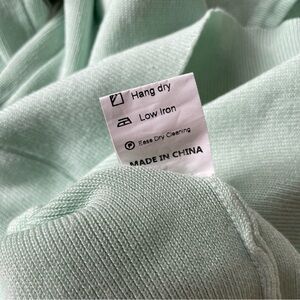 Hang dry
Low Iron
Ease Dry Cleaning
MADE IN CHINA